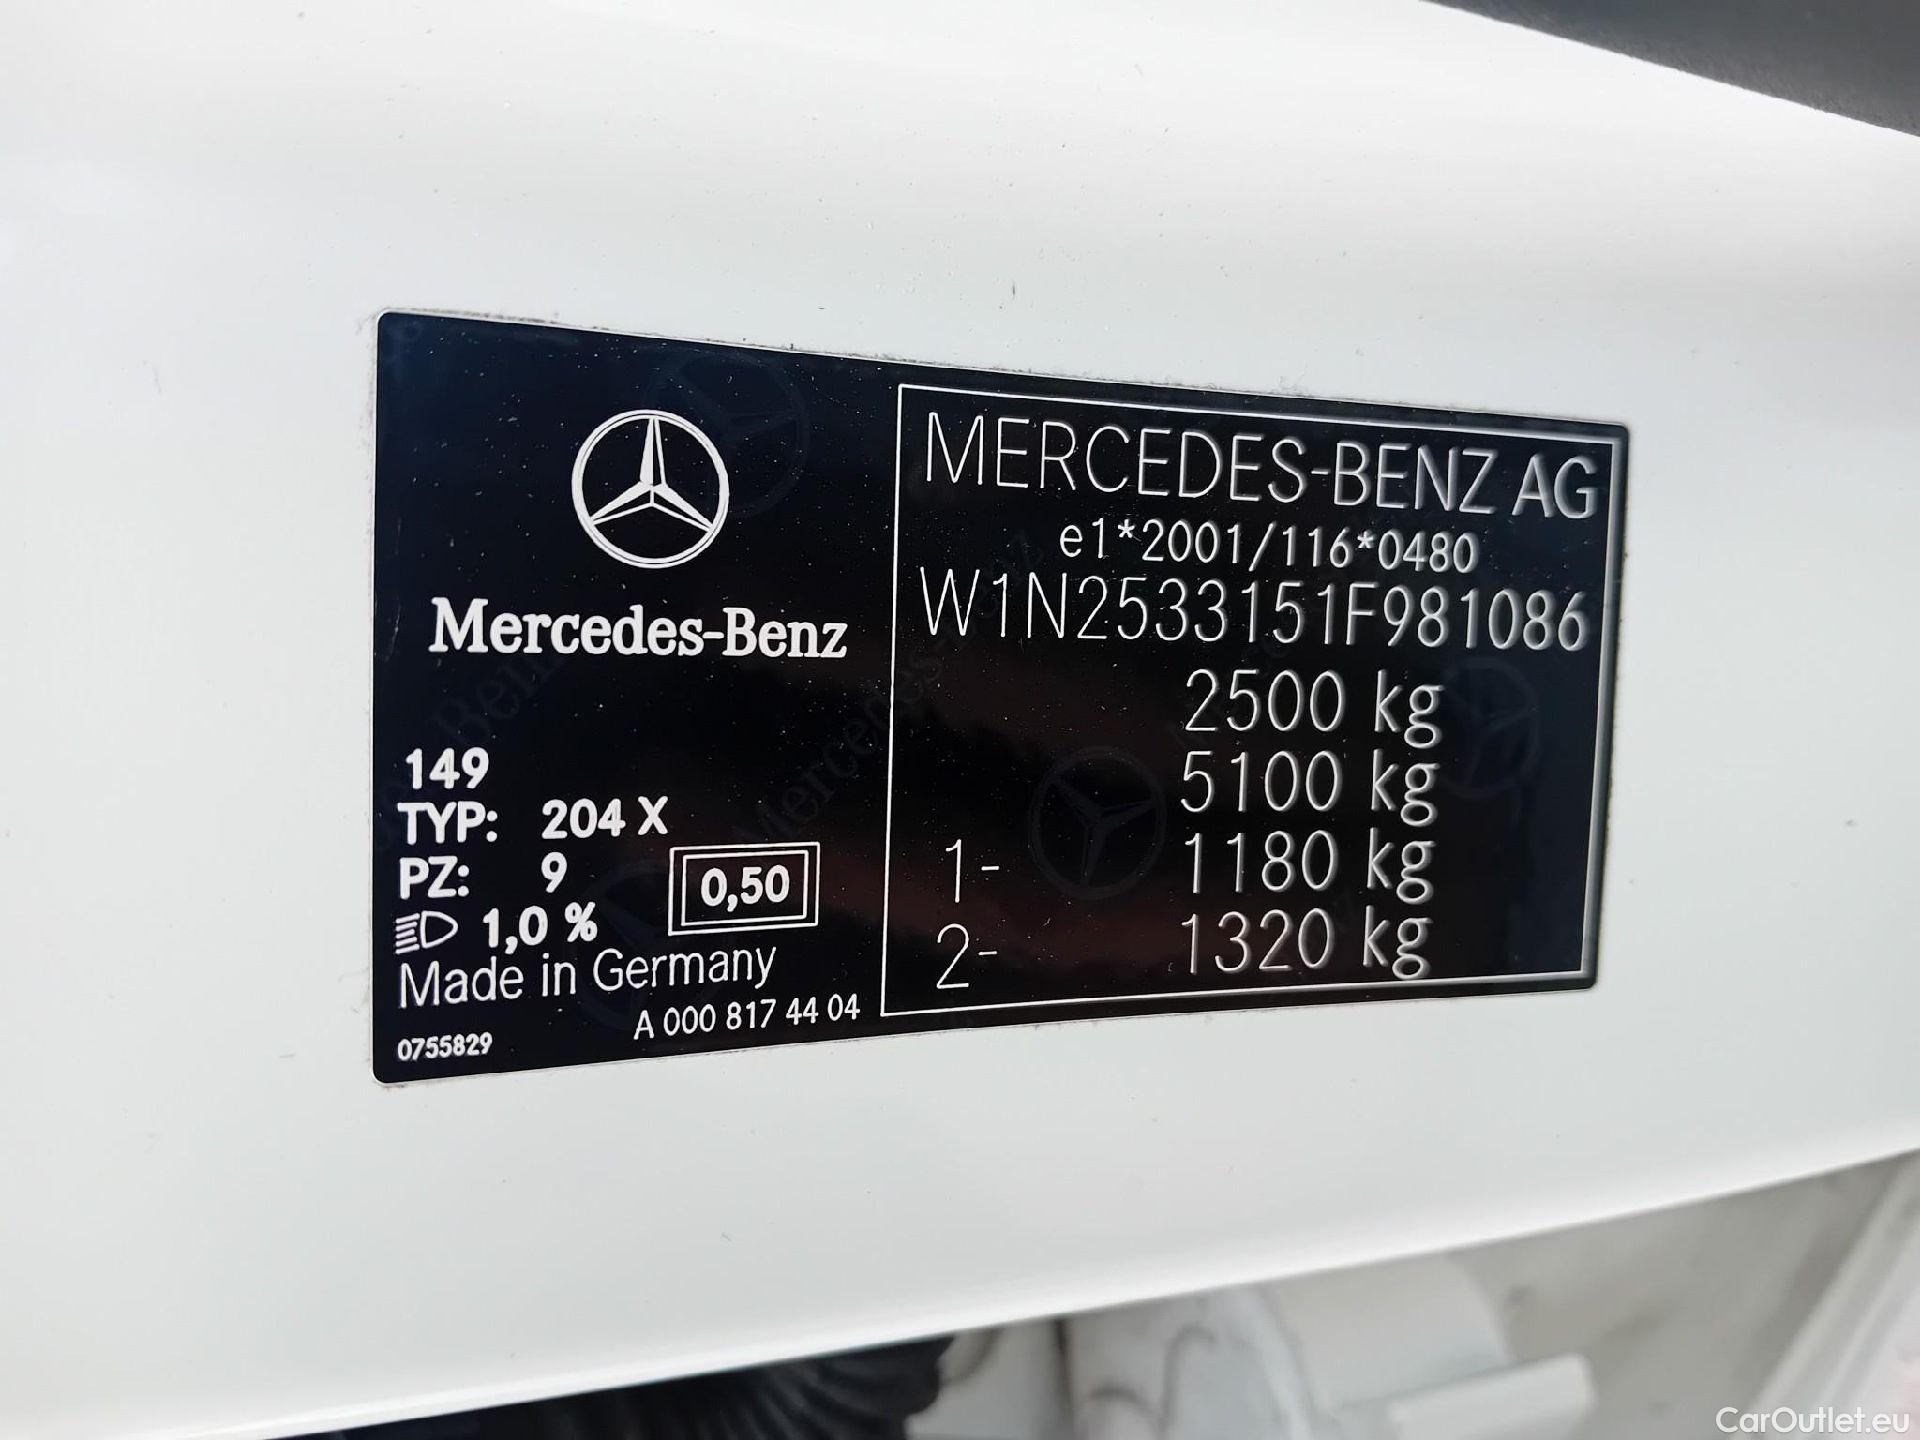 Mercedes-Benz
149
TYP: 204 X
PZ: 9
1,0 %
0,50
Made in Germany
A 000 817 44 04
0755829
MERCEDES-BENZ AG
e1*2001/116*0480
W1N2533151F981086
2500 kg
5100 kg
1- 1180 kg
2- 1320 kg
CarOutlet.eu